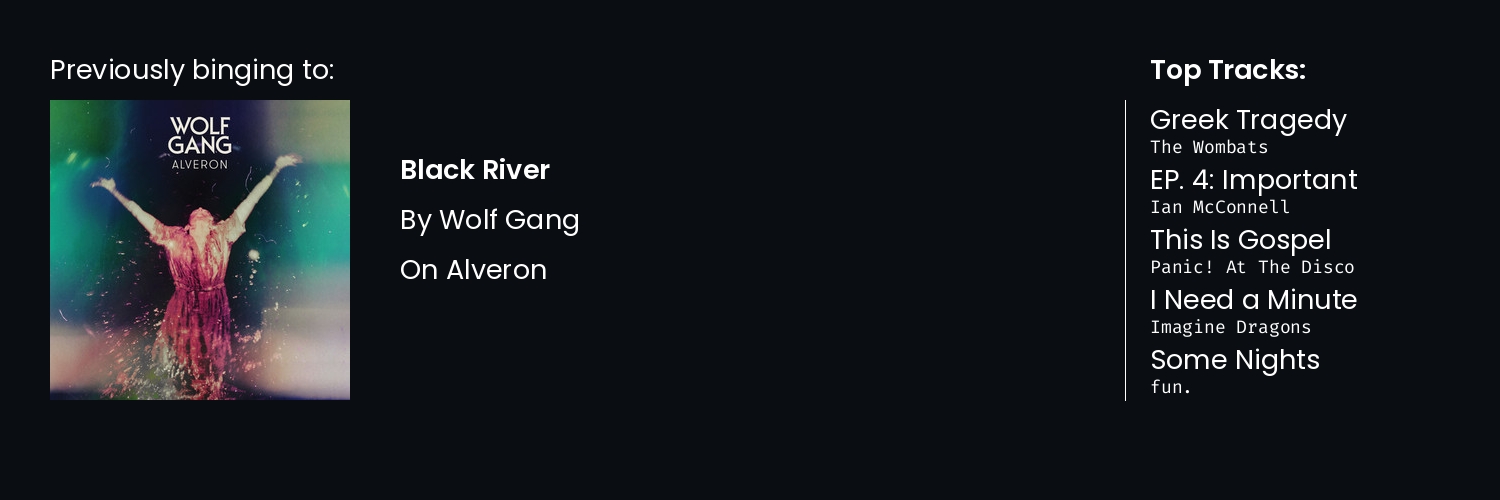 Previously binging to:
WOLF
GANG
ALVERON
Black River
By Wolf Gang
On Alveron
Top Tracks:
Greek Tragedy
The Wombats
EP. 4: Important
Ian McConnell
This Is Gospel
Panic! At The Disco
I Need a Minute
Imagine Dragons
Some Nights
fun.